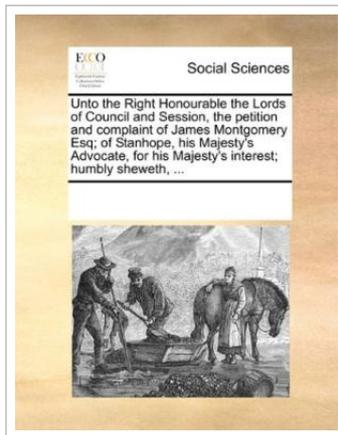 ECCO
Social Sciences
Unto the Right Honourable the Lords
of Council and Session, the petition
and complaint of James Montgomery
Esq; of Stanhope, his Majesty's
Advocate, for his Majesty's interest;
humbly sheweth, ...